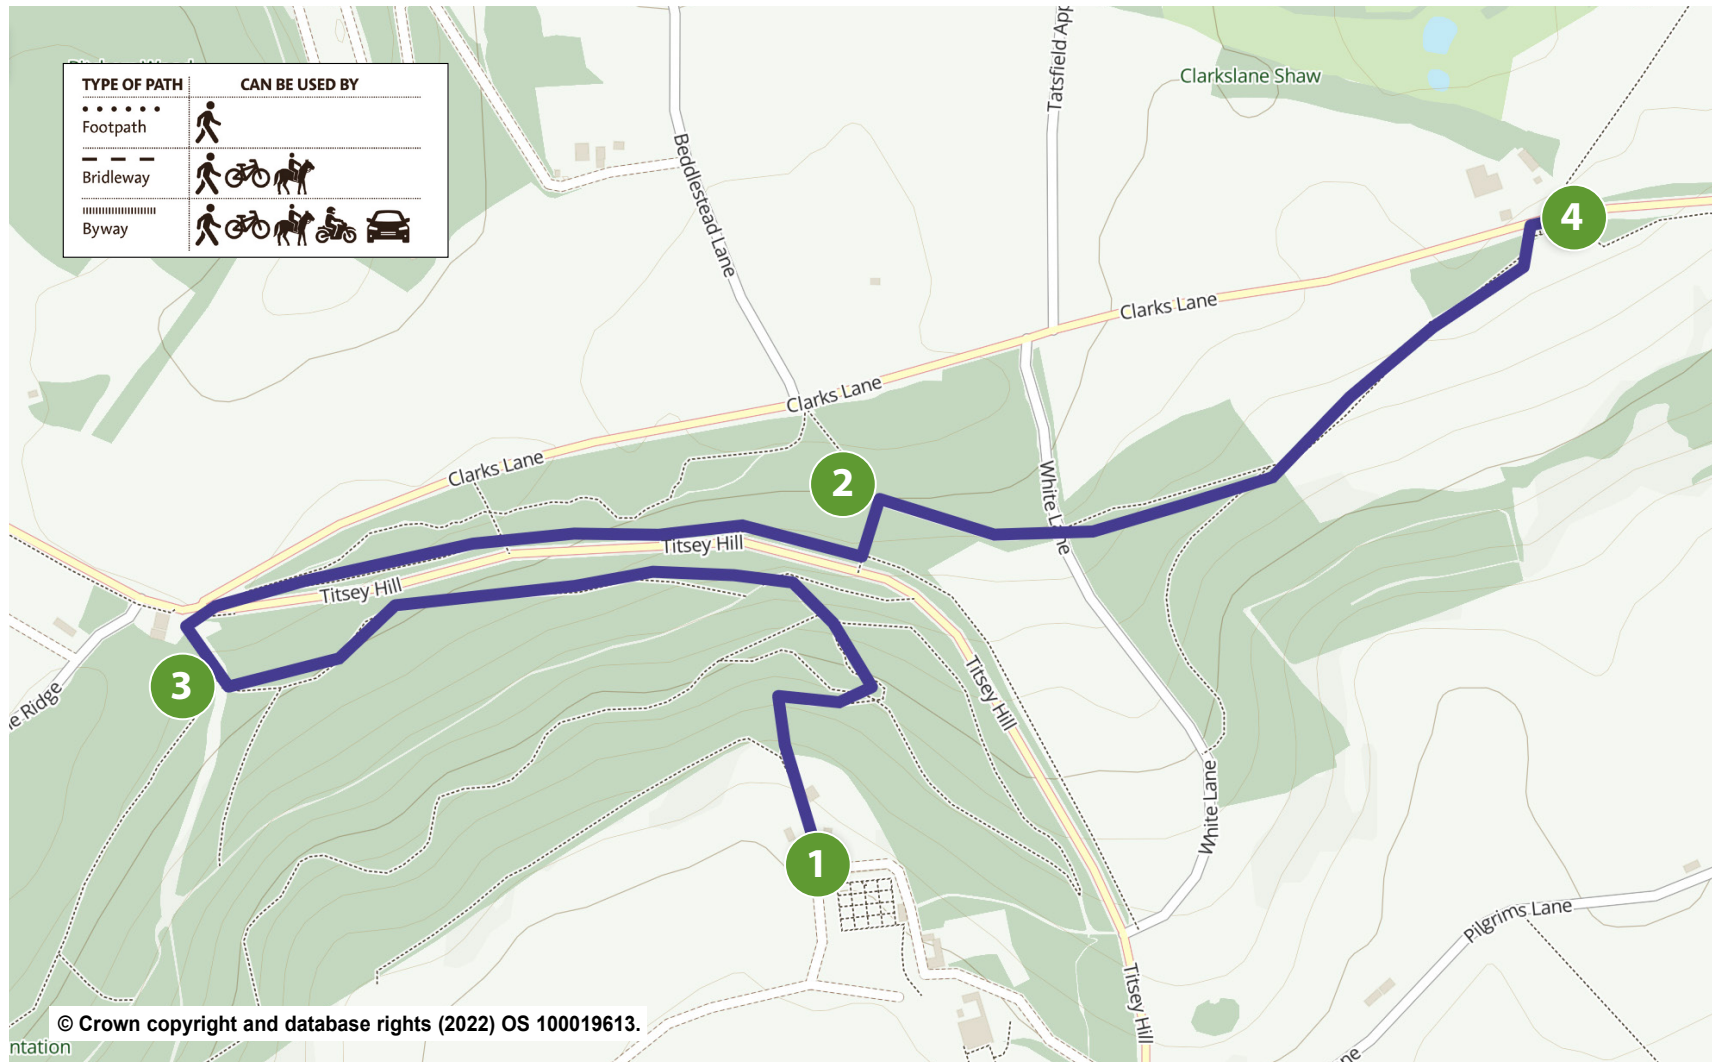 TYPE OF PATH CAN BE USED BY
Footpath
Bridleway
Byway
Clarkslane Shaw
Tatsfield App
Beddlestead Lane
4
Clarks Lane
Clarks Lane
Clarks Lane
2
White Lane
Titsey Hill
Titsey Hill
3
e Ridge
Titsey Hill
1
White Lane
Pilgrims Lane
Titsey Hill
© Crown copyright and database rights (2022) OS 100019613.
ntation
ne